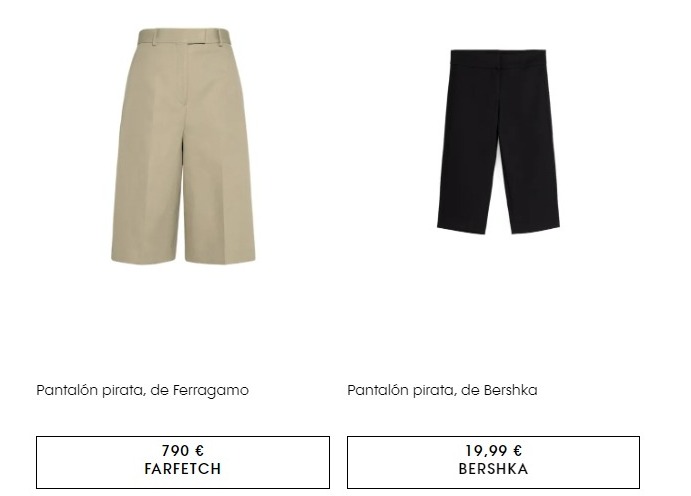 Pantalón pirata, de Ferragamo
790 €
FARFETCH
Pantalón pirata, de Bershka
19,99 €
BERSHKA